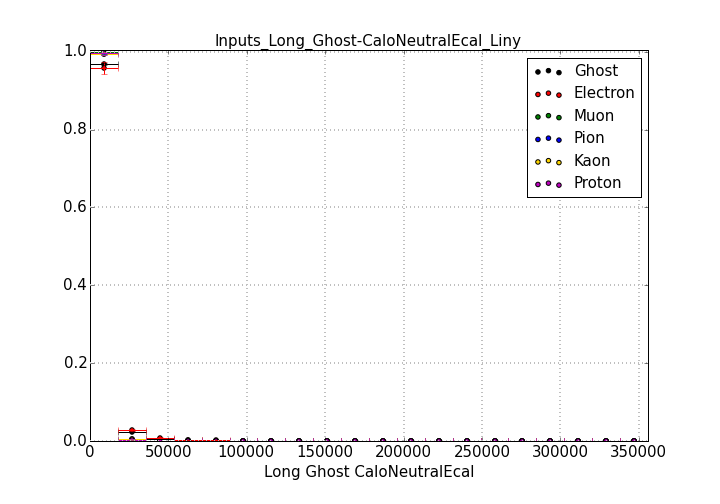 Inputs_Long_Ghost-CaloNeutralEcal_Liny
1.0
0.8
0.6
0.4
0.2
0.0
Ghost
Electron
Muon
Pion
Kaon
Proton
0 50000 100000 150000 200000 250000 300000 350000
Long Ghost CaloNeutralEcal